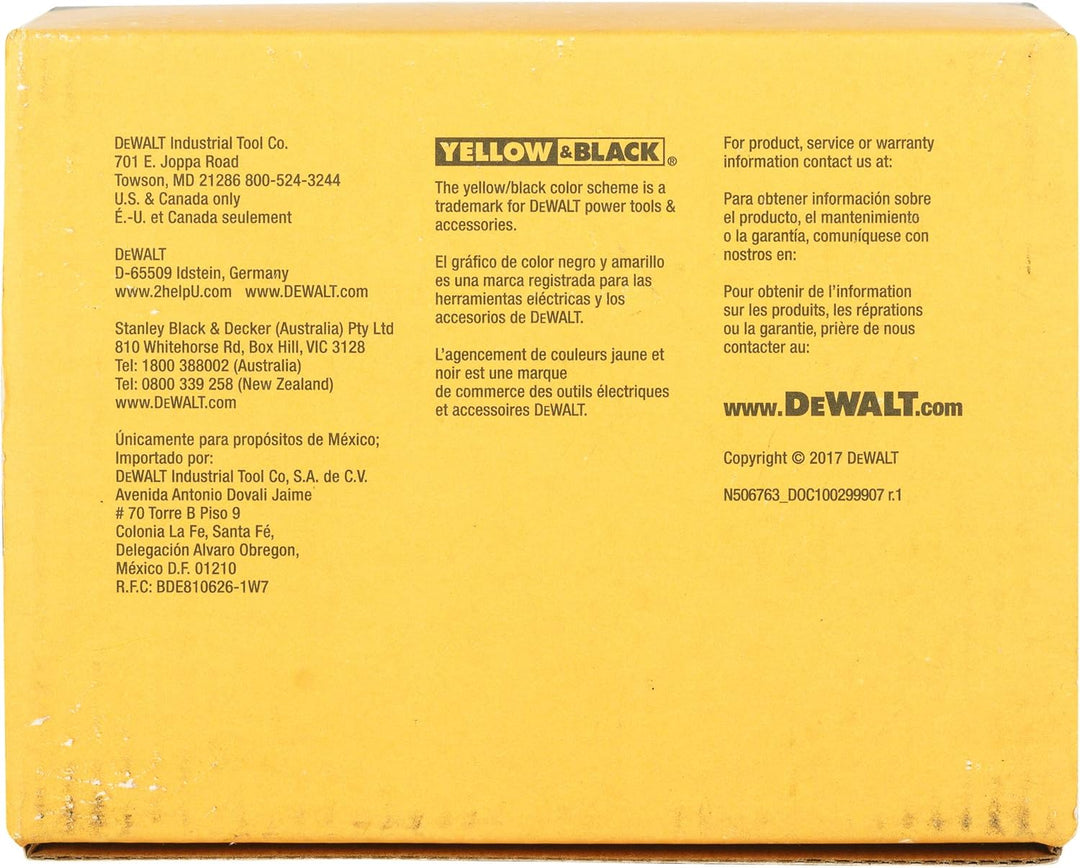 DEWALT Industrial Tool Co.
701 E. Joppa Road
Towson, MD 21286 800-524-3244
U.S. & Canada only
É.-U. et Canada seulement
DEWALT
D-65509 Idstein, Germany
www.2helpU.com www.DEWALT.com
Stanley Black & Decker (Australia) Pty Ltd
810 Whitehorse Rd, Box Hill, VIC 3128
Tel: 1800 388002 (Australia)
Tel: 0800 339 258 (New Zealand)
www.DEWALT.com
Únicamente para propósitos de México;
Importado por:
DEWALT Industrial Tool Co, S.A. de C.V.
Avenida Antonio Dovali Jaime
# 70 Torre B Piso 9
Colonia La Fe, Santa Fé,
Delegación Alvaro Obregon,
México D.F. 01210
R.F.C: BDE810626-1W7
YELLOW &BLACK®
The yellow/black color scheme is a
trademark for DEWALT power tools &
accessories.
El gráfico de color negro y amarillo
es una marca registrada para las
herramientas eléctricas y los
accesorios de DEWALT.
L'agencement de couleurs jaune et
noir est une marque
de commerce des outils électriques
et accessoires DEWALT.
For product, service or warranty
information contact us at:
Para obtener información sobre
el producto, el mantenimiento
o la garantía, comuníquese con
nostros en:
Pour obtenir de l'information
sur les produits, les réprations
ou la garantie, prière de nous
contacter au:
www.DEWALT.com
Copyright © 2017 DEWALT
N506763_DOC100299907 r.1